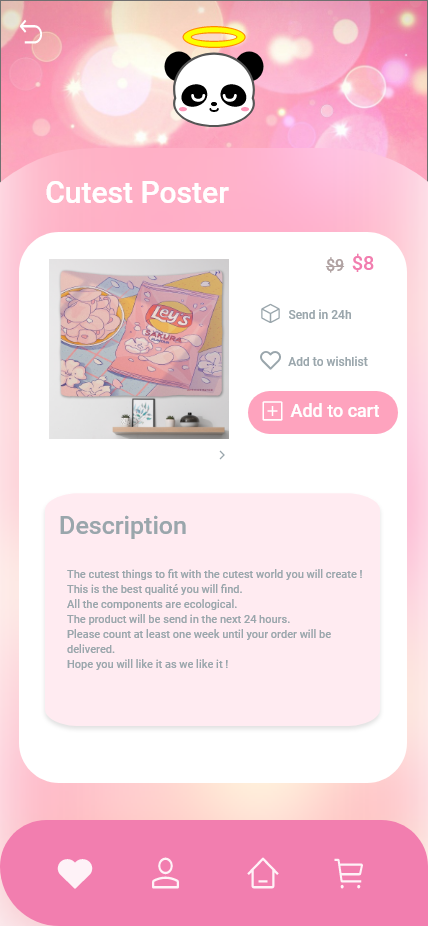 Cutest Poster
$9 $8
Ley's
SAKURA
Send in 24h
Add to wishlist
Add to cart
Description
The cutest things to fit with the cutest world you will create !
This is the best qualité you will find.
All the components are ecological.
The product will be send in the next 24 hours.
Please count at least one week until your order will be
delivered.
Hope you will like it as we like it !